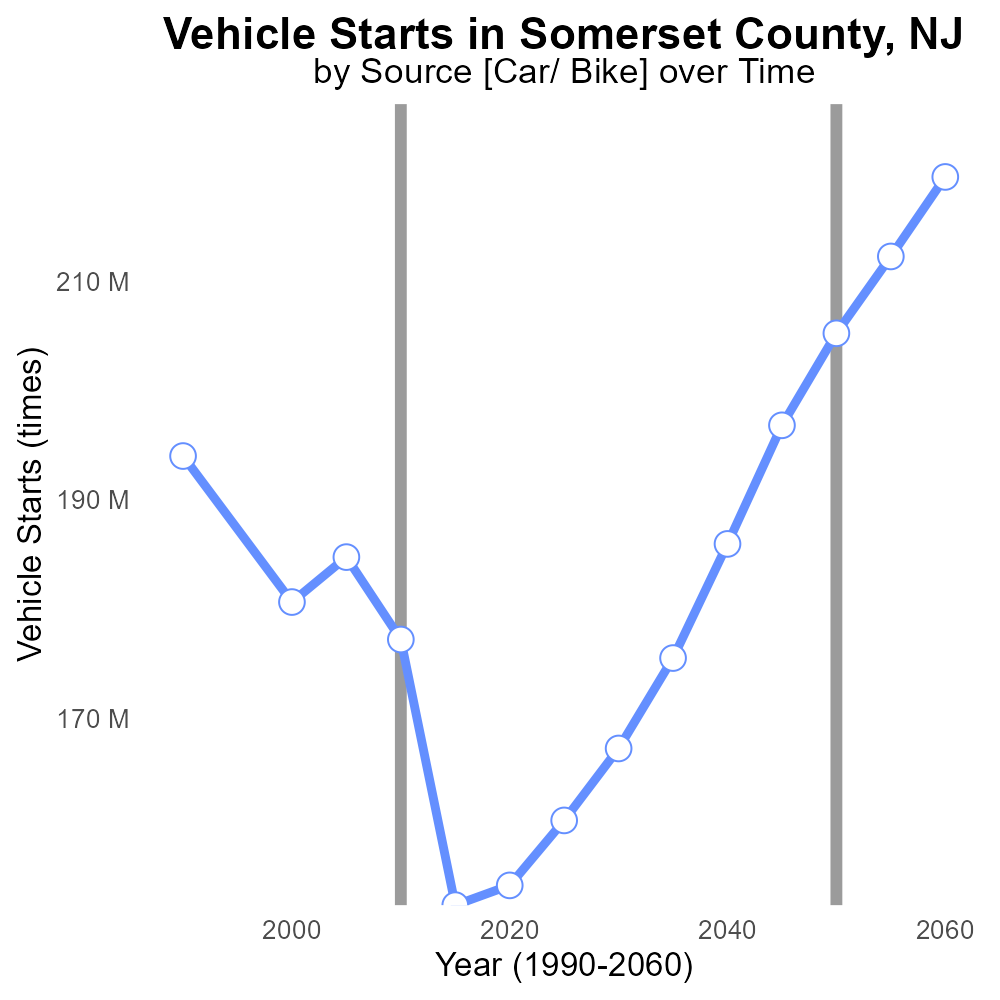 Vehicle Starts in Somerset County, NJ
by Source [Car/ Bike] over Time
Vehicle Starts (times)
210 M
190 M
170 M
2000
2020
2040
2060
Year (1990-2060)